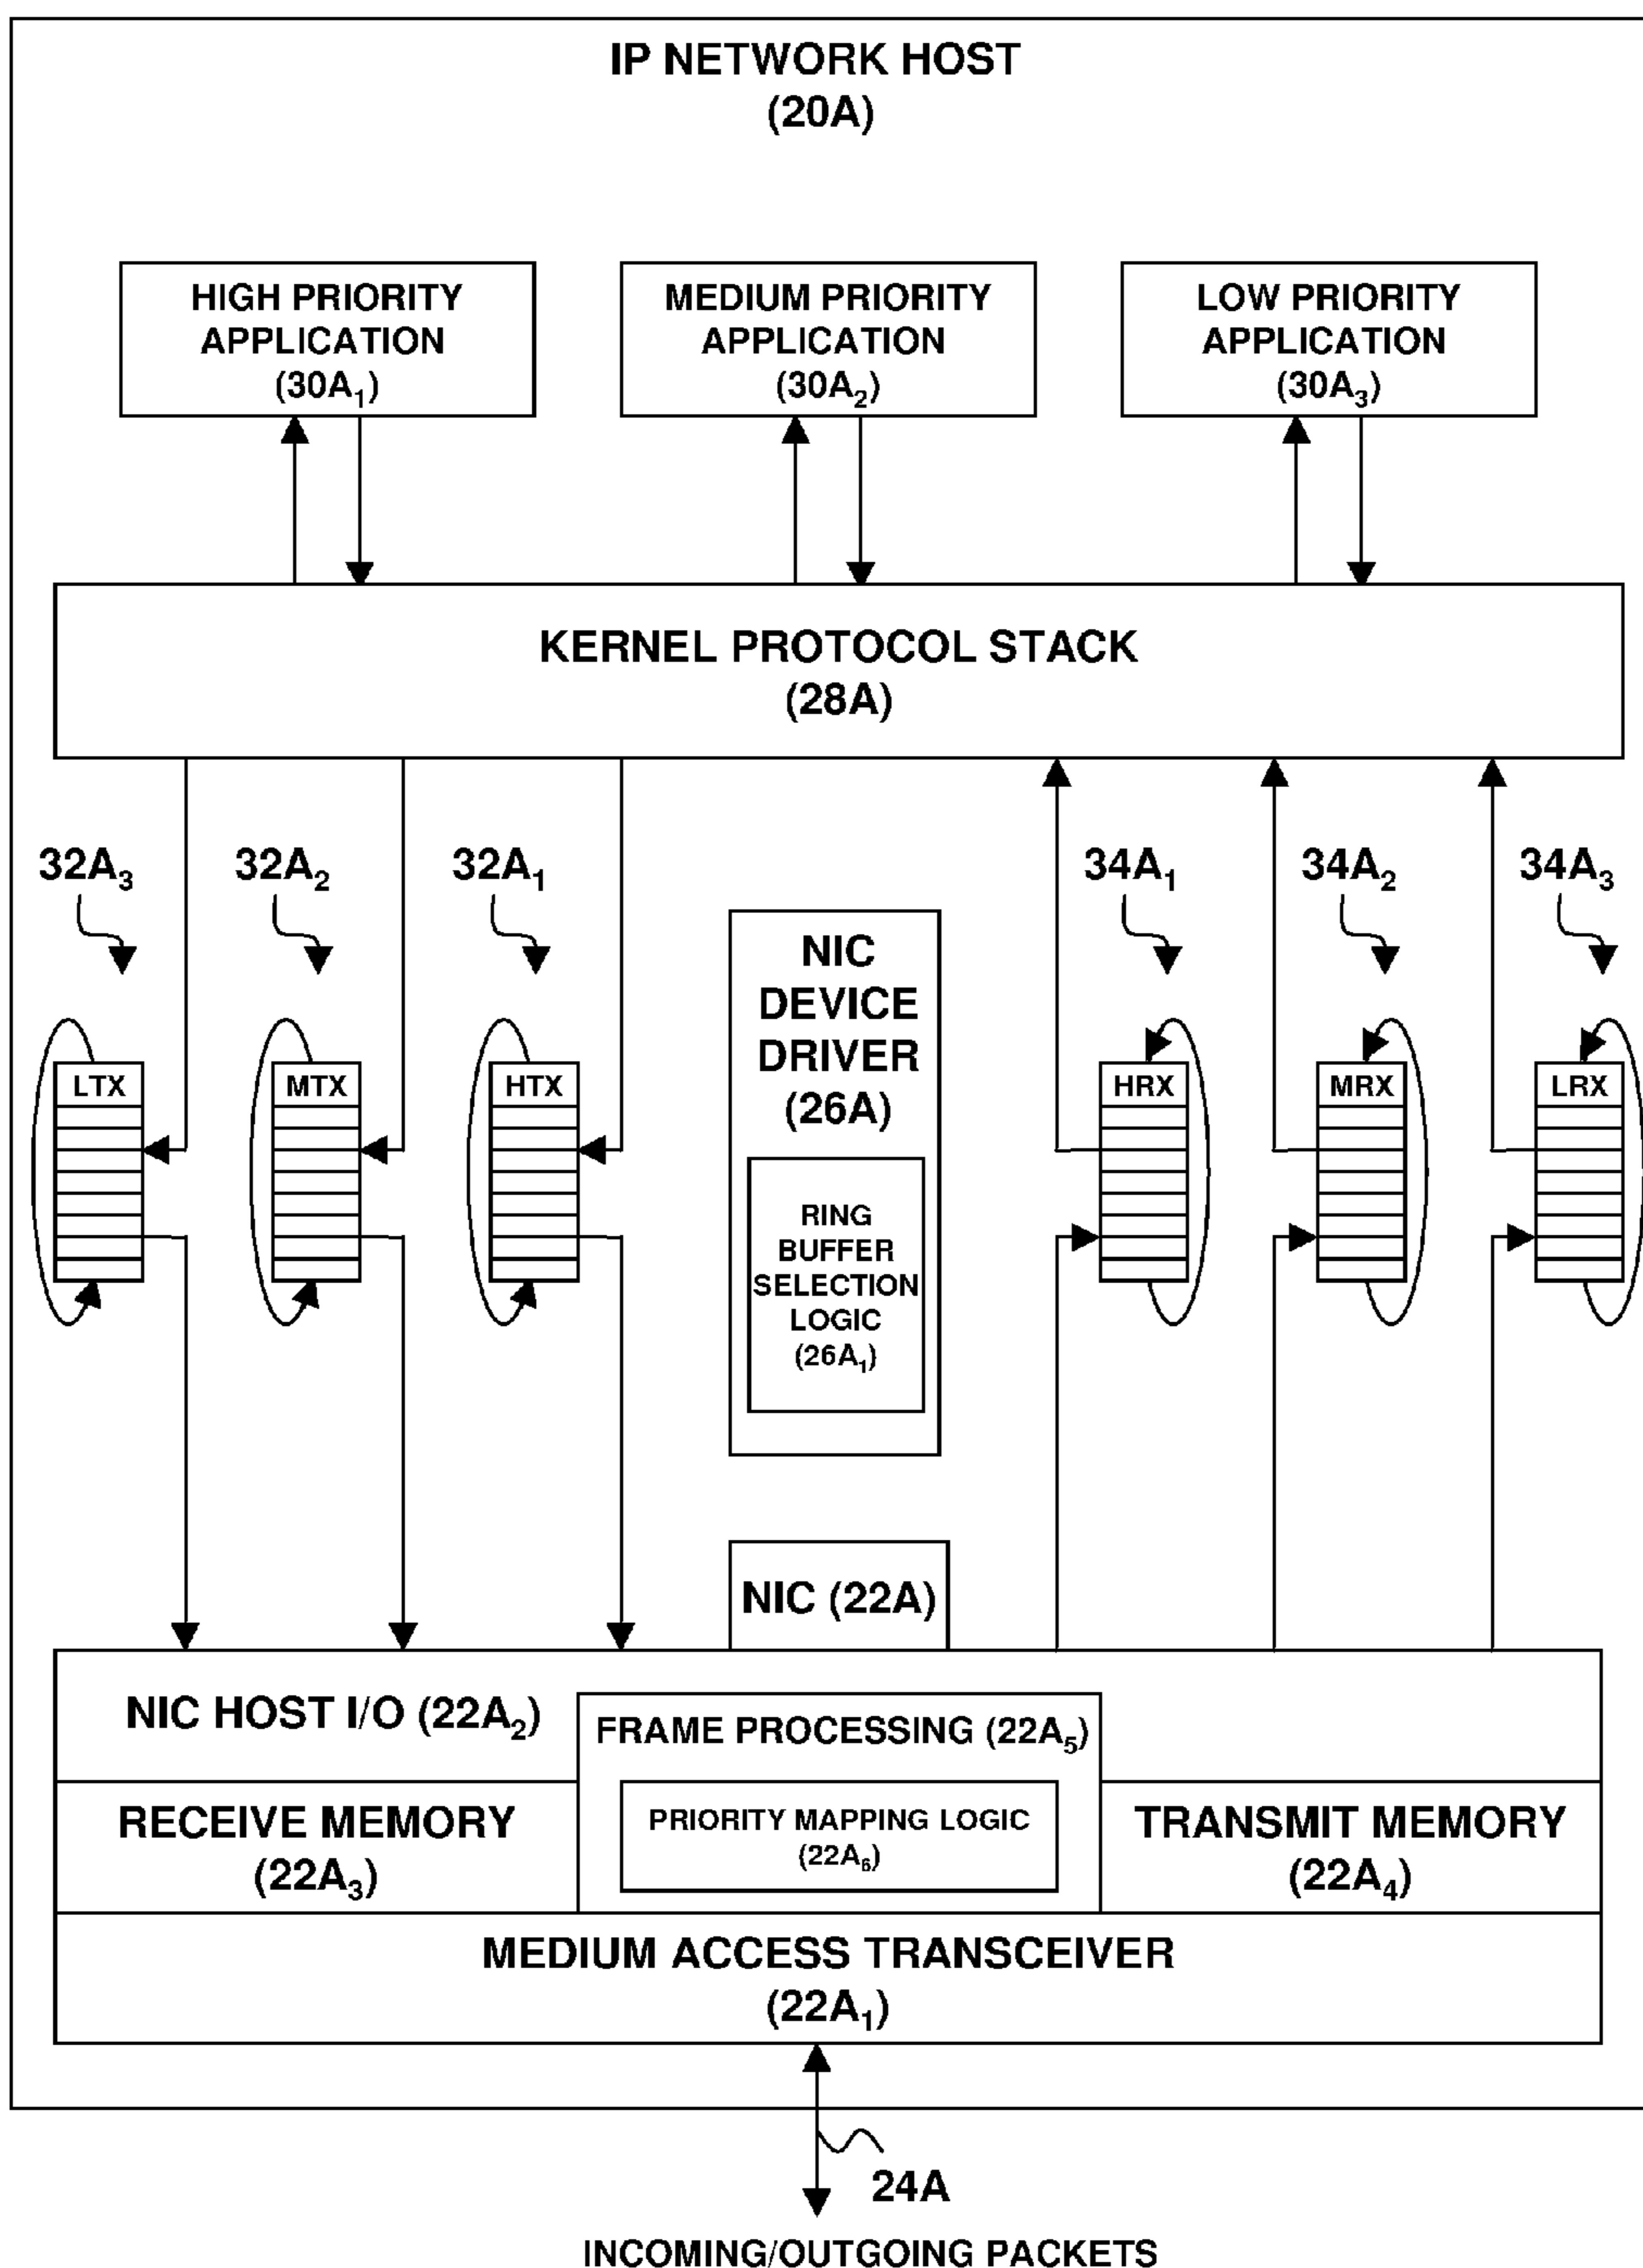 IP NETWORK HOST
(20A)
HIGH PRIORITY
APPLICATION
(30A₁)
MEDIUM PRIORITY
APPLICATION
(30A₂)
LOW PRIORITY
APPLICATION
(30A₃)
KERNEL PROTOCOL STACK
(28A)
32A₃
32A₂
32A₁
34A₁
34A₂
34A₃
LTX
MTX
HTX
NIC
DEVICE
DRIVER
(26A)
RING
BUFFER
SELECTION
LOGIC
(26A₁)
HRX
MRX
LRX
NIC (22A)
NIC HOST I/O (22A₂)
FRAME PROCESSING (22A₅)
RECEIVE MEMORY
(22A₃)
PRIORITY MAPPING LOGIC
(22A₆)
TRANSMIT MEMORY
(22A₄)
MEDIUM ACCESS TRANSCEIVER
(22A₁)
24A
INCOMING/OUTGOING PACKETS